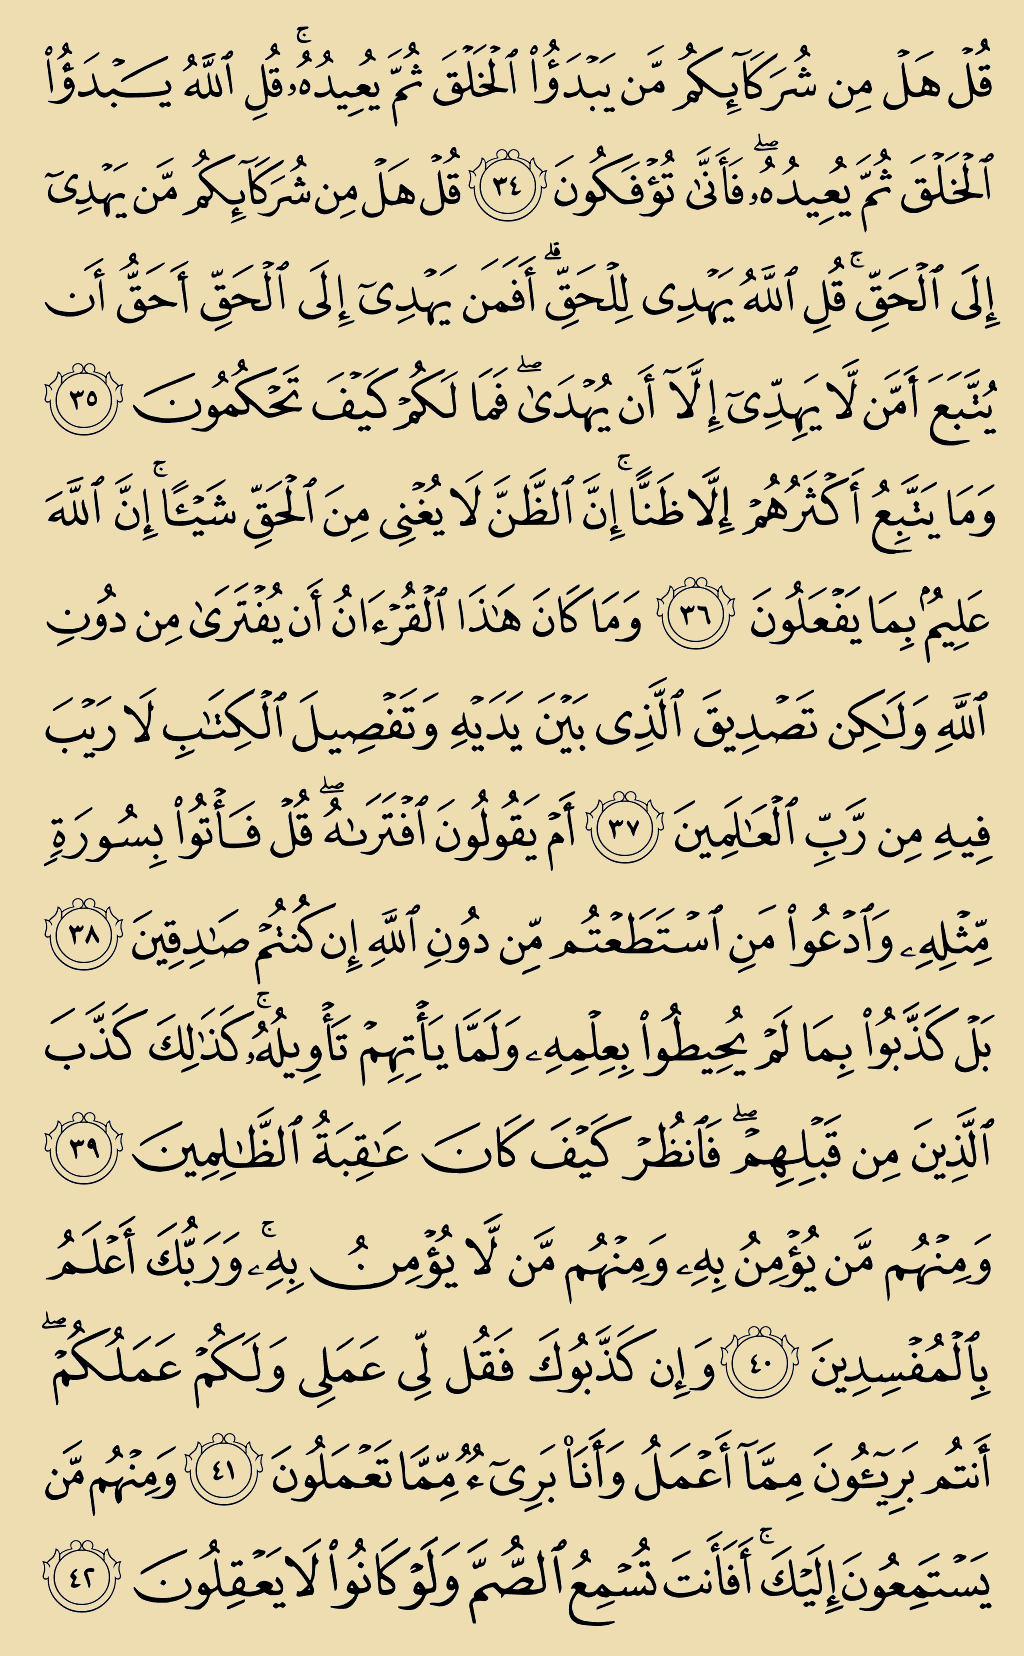 قُلْ هَلْ مِن شُرَكَآئِكُم مَّن يَبْدَؤُا۟ ٱلْخَلْقَ ثُمَّ يُعِيدُهُۥ ۚ قُلِ ٱللَّهُ يَبْدَؤُا۟
ٱلْخَلْقَ ثُمَّ يُعِيدُهُۥ ۖ فَأَنَّىٰ تُؤْفَكُونَ ٣٤ قُلْ هَلْ مِن شُرَكَآئِكُم مَّن يَهْدِىٓ
إِلَى ٱلْحَقِّ ۚ قُلِ ٱللَّهُ يَهْدِى لِلْحَقِّ ۗ أَفَمَن يَهْدِىٓ إِلَى ٱلْحَقِّ أَحَقُّ أَن
يُتَّبَعَ أَمَّن لَّا يَهِدِّىٓ إِلَّآ أَن يُهْدَىٰ ۖ فَمَا لَكُمْ كَيْفَ تَحْكُمُونَ ٣٥
وَمَا يَتَّبِعُ أَكْثَرُهُمْ إِلَّا ظَنًّا ۚ إِنَّ ٱلظَّنَّ لَا يُغْنِى مِنَ ٱلْحَقِّ شَيْـًٔا ۚ إِنَّ ٱللَّهَ
عَلِيمٌۢ بِمَا يَفْعَلُونَ ٣٦ وَمَا كَانَ هَـٰذَا ٱلْقُرْءَانُ أَن يُفْتَرَىٰ مِن دُونِ
ٱللَّهِ وَلَـٰكِن تَصْدِيقَ ٱلَّذِى بَيْنَ يَدَيْهِ وَتَفْصِيلَ ٱلْكِتَـٰبِ لَا رَيْبَ
فِيهِ مِن رَّبِّ ٱلْعَـٰلَمِينَ ٣٧ أَمْ يَقُولُونَ ٱفْتَرَىٰهُ ۖ قُلْ فَأْتُوا۟ بِسُورَةٍ
مِّثْلِهِۦ وَٱدْعُوا۟ مَنِ ٱسْتَطَعْتُم مِّن دُونِ ٱللَّهِ إِن كُنتُمْ صَـٰدِقِينَ ٣٨
بَلْ كَذَّبُوا۟ بِمَا لَمْ يُحِيطُوا۟ بِعِلْمِهِۦ وَلَمَّا يَأْتِهِمْ تَأْوِيلُهُۥ ۚ كَذَٰلِكَ كَذَّبَ
ٱلَّذِينَ مِن قَبْلِهِمْ ۖ فَٱنظُرْ كَيْفَ كَانَ عَـٰقِبَةُ ٱلظَّـٰلِمِينَ ٣٩
وَمِنْهُم مَّن يُؤْمِنُ بِهِۦ وَمِنْهُم مَّن لَّا يُؤْمِنُ بِهِۦ ۚ وَرَبُّكَ أَعْلَمُ
بِٱلْمُفْسِدِينَ ٤٠ وَإِن كَذَّبُوكَ فَقُل لِّى عَمَلِى وَلَكُمْ عَمَلُكُمْ ۖ
أَنتُم بَرِيٓـُٔونَ مِمَّآ أَعْمَلُ وَأَنَا۠ بَرِىٓءٌ مِّمَّا تَعْمَلُونَ ٤١ وَمِنْهُم مَّن
يَسْتَمِعُونَ إِلَيْكَ ۚ أَفَأَنتَ تُسْمِعُ ٱلصُّمَّ وَلَوْ كَانُوا۟ لَا يَعْقِلُونَ ٤٢